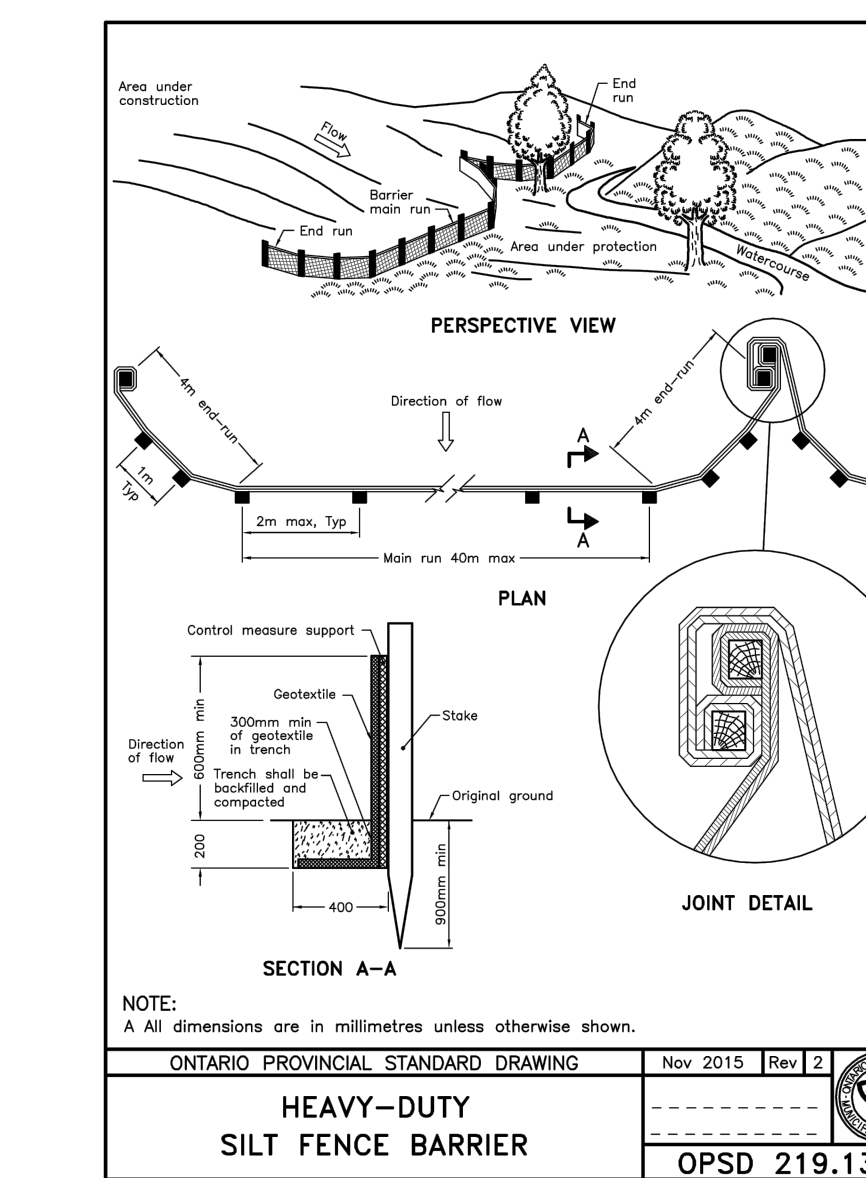 Area under
construction
Flow
End
run
Barrier
main run
End run
Area under protection
Watercourse
PERSPECTIVE VIEW
4m end-run
Direction of flow
4m end-run
1m
Typ
A
A
2m max, Typ
Main run 40m max
PLAN
Control measure support
Geotextile
300mm min
of geotextile
in trench
Trench shall be
backfilled and
compacted
Direction
of flow
600mm min
200
400
900mm min
Stake
Original ground
SECTION A-A
JOINT DETAIL
NOTE:
A All dimensions are in millimetres unless otherwise shown.
ONTARIO PROVINCIAL STANDARD DRAWING
Nov 2015 Rev 2
HEAVY-DUTY
SILT FENCE BARRIER
OPSD 219.13